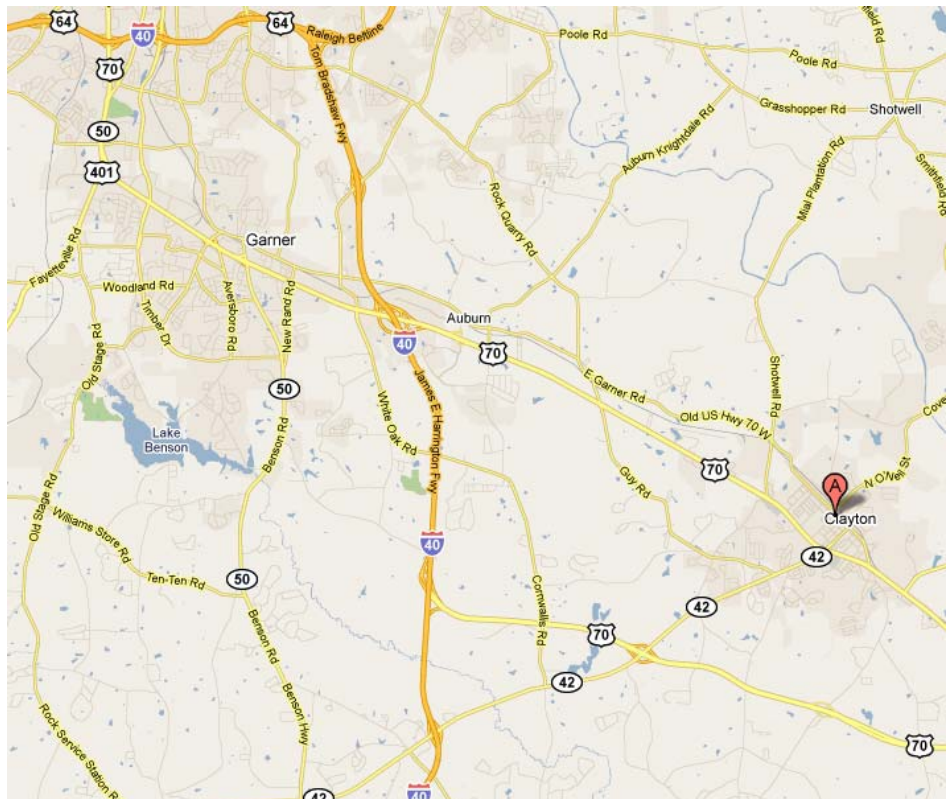 64
40
64
Raleigh Beltline
Poole Rd
Poole Rd
70
Tom Bradshaw Fwy
Grasshopper Rd
Shotwell
50
Auburn Knightdale Rd
401
Mial Plantation Rd
Smithfield Rd
Rock Quarry Rd
Fayetteville Rd
Garner
Woodland Rd
Aversboro Rd
New Rand Rd
Timber Dr
Auburn
40
70
Old Stage Rd
50
James E Harrington Fwy
E Garner Rd
Shotwell Rd
White Oak Rd
Old US Hwy 70 W
Cove
Lake
Benson
Benson Rd
70
Guy Rd
N O'Neil St
A
Clayton
Old Stage Rd
Williams Store Rd
40
42
Ten-Ten Rd
50
Cornwallis Rd
42
Benson Rd
70
42
Benson Hwy
Rock Service Station R
70
42
40